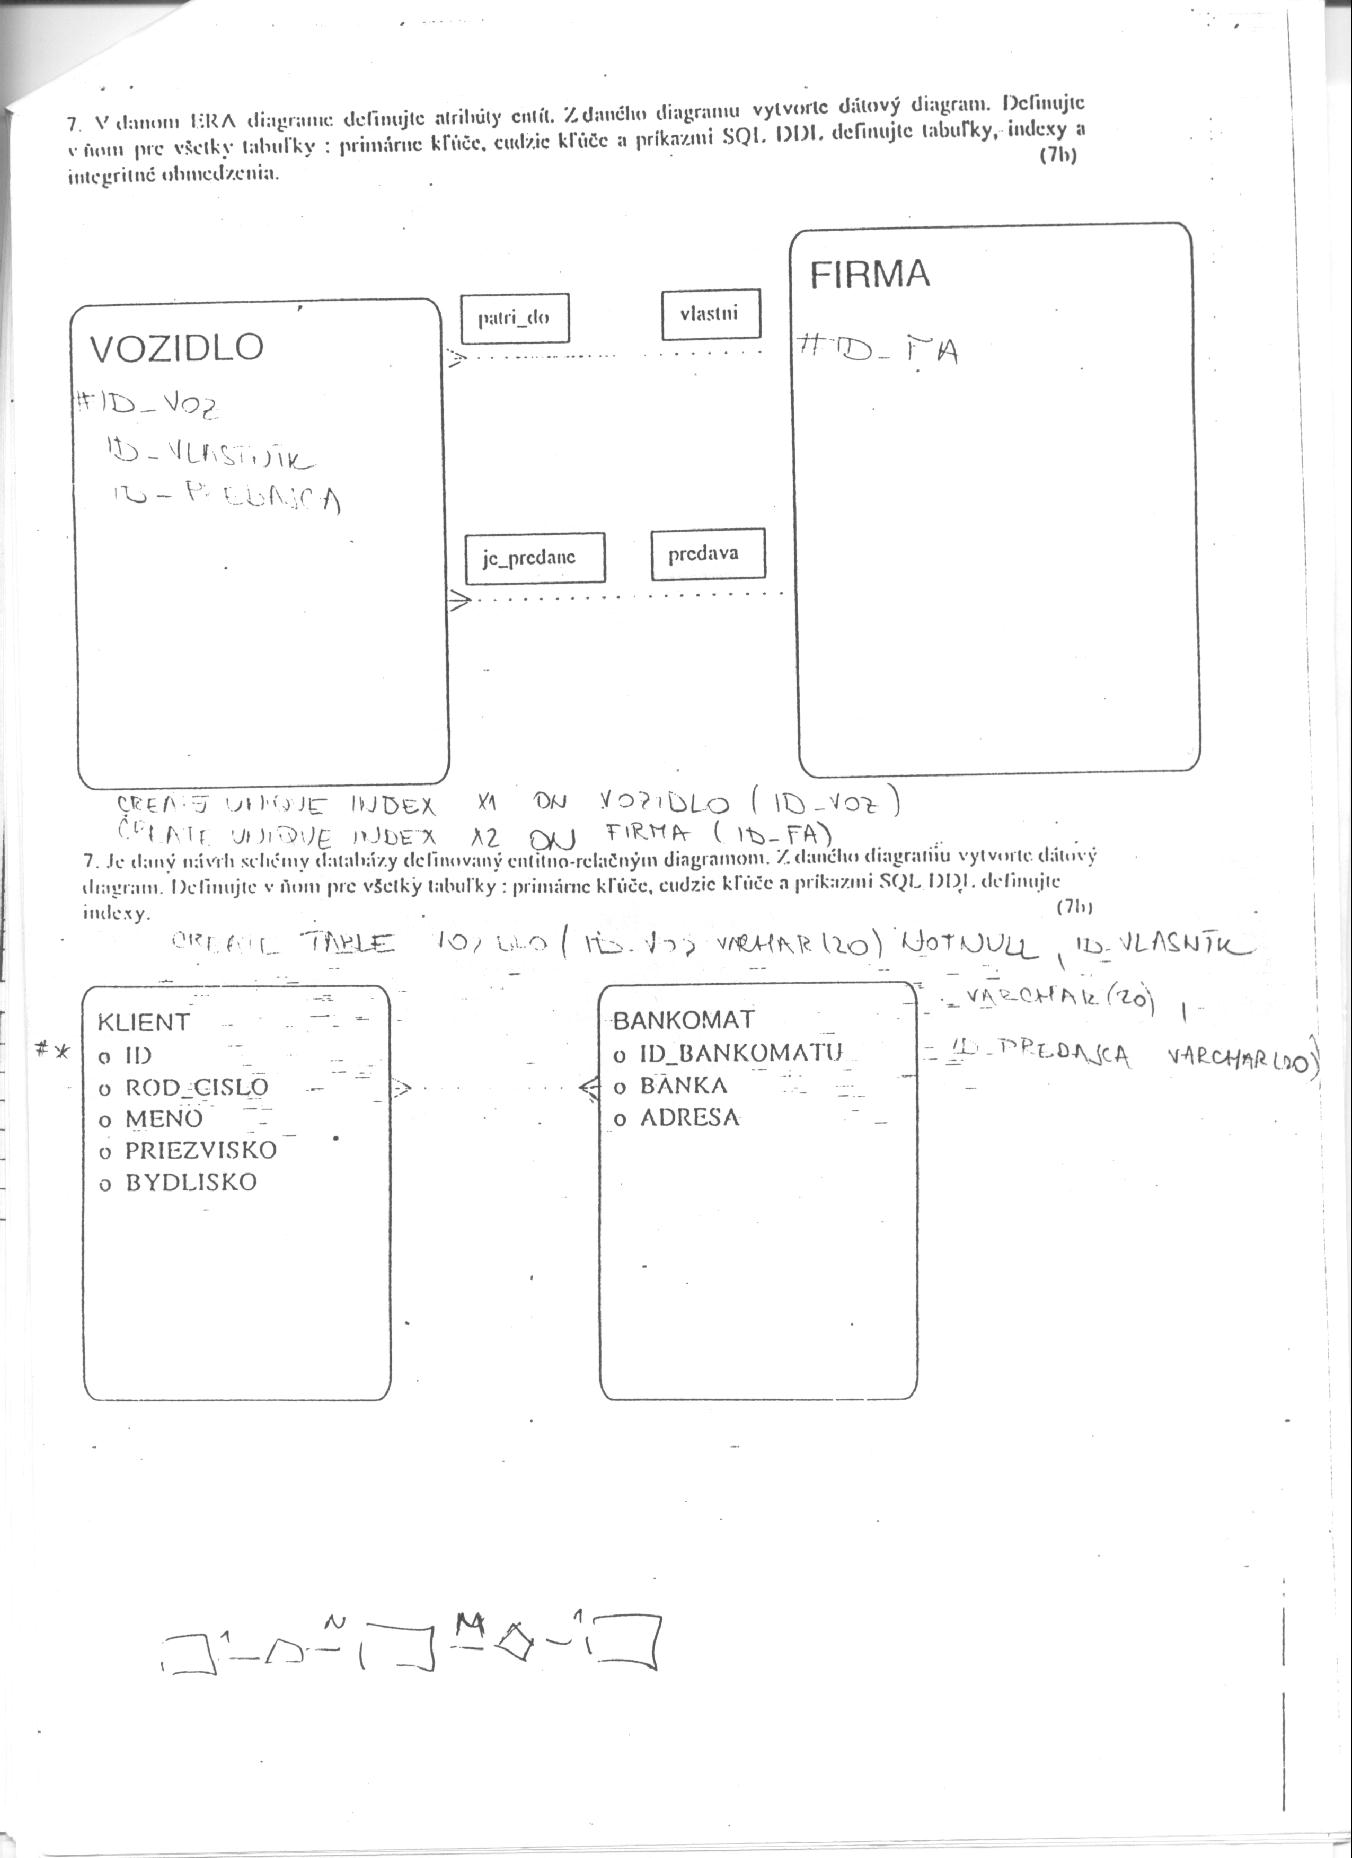 7. V danom ERA diagrame definujte atribúty entít. Z daného diagramu vytvorte dátový diagram. Definujte
v ňom pre všetky tabuľky : primárne kľúče, cudzie kľúče a príkazmi SQL DDL definujte tabuľky, indexy a
integritné obmedzenia. (7b)
FIRMA
patri_do vlastni
VOZIDLO
#ID_FA
#ID_VOZ
ID_VLASTNIK
ID_PREDAJCA
je_predane predava
CREATE UNIQUE INDEX X1 ON VOZIDLO (ID_VOZ)
CREATE UNIQUE INDEX X2 ON FIRMA (ID_FA)
7. Je daný návrh schémy databázy definovaný entitno-relačným diagramom. Z daného diagramu vytvorte dátový
diagram. Definujte v ňom pre všetky tabuľky : primárne kľúče, cudzie kľúče a príkazmi SQL DDL definujte
indexy. (7b)
CREATE TABLE VOZIDLO (ID_VOZ VARCHAR(20) NOT NULL, ID_VLASNÍK
VARCHAR(20),
ID_PREDAJCA VARCHAR(20)
KLIENT
#* o ID
o ROD_CISLO
o MENO
o PRIEZVISKO
o BYDLISKO
BANKOMAT
o ID_BANKOMATU
o BANKA
o ADRESA
1 N M 1